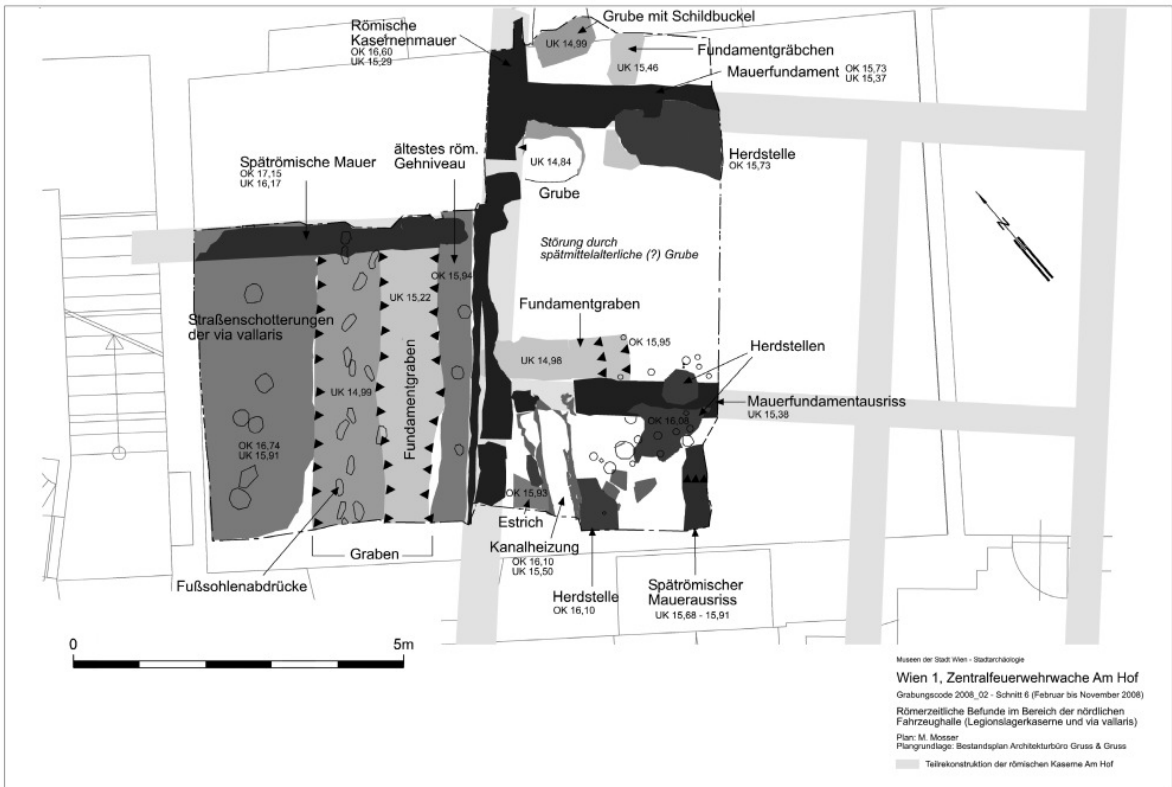 Römische
Kasernenmauer
OK 16,60
UK 15,29
Grube mit Schildbuckel
UK 14,99
Fundamentgräbchen
UK 15,46
Mauerfundament
OK 15,73
UK 15,37
Herdstelle
OK 15,73
UK 14,84
Grube
ältestes röm.
Gehniveau
Spätrömische Mauer
OK 17,15
UK 16,17
N
Störung durch
spätmittelalterliche (?) Grube
OK 15,94
UK 15,22
Straßenschotterungen
der via vallaris
Fundamentgraben
OK 15,95
UK 14,98
Herdstellen
UK 14,99
Fundamentgraben
Mauerfundamentausriss
UK 15,38
OK 16,08
OK 16,74
UK 15,91
OK 15,93
Estrich
Graben
Kanalheizung
OK 16,10
UK 15,50
Fußsohlenabdrücke
Herdstelle
OK 16,10
Spätrömischer
Mauerausriss
UK 15,68 - 15,91
0
5m
Museen der Stadt Wien - Stadtarchäologie
Wien 1, Zentralfeuerwehrwache Am Hof
Grabungscode 2008_02 - Schnitt 6 (Februar bis November 2008)
Römerzeitliche Befunde im Bereich der nördlichen
Fahrzeughalle (Legionslagerkaserne und via vallaris)
Plan: M. Mosser
Plangrundlage: Bestandsplan Architekturbüro Gruss & Gruss
Teilrekonstruktion der römischen Kaserne Am Hof